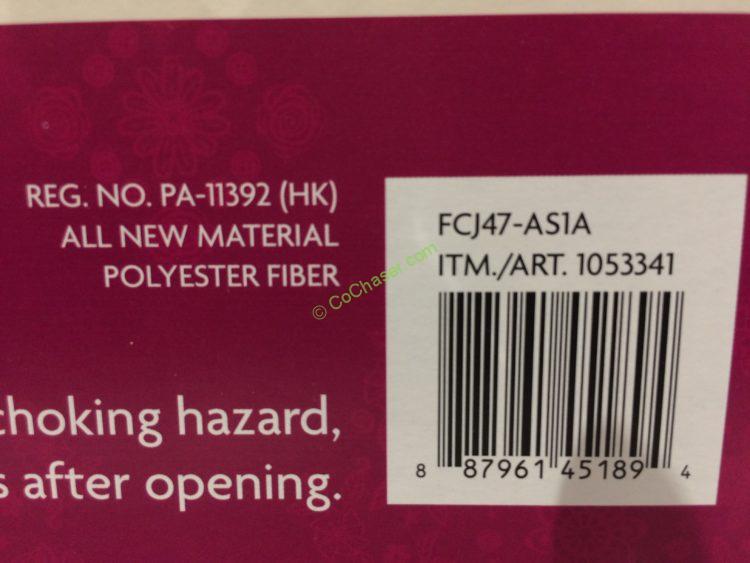 REG. NO. PA-11392 (HK)
ALL NEW MATERIAL
POLYESTER FIBER
FCJ47-AS1A
ITM./ART. 1053341
© CoChaser.com
hazard,
after opening.
8 87961 45189 4